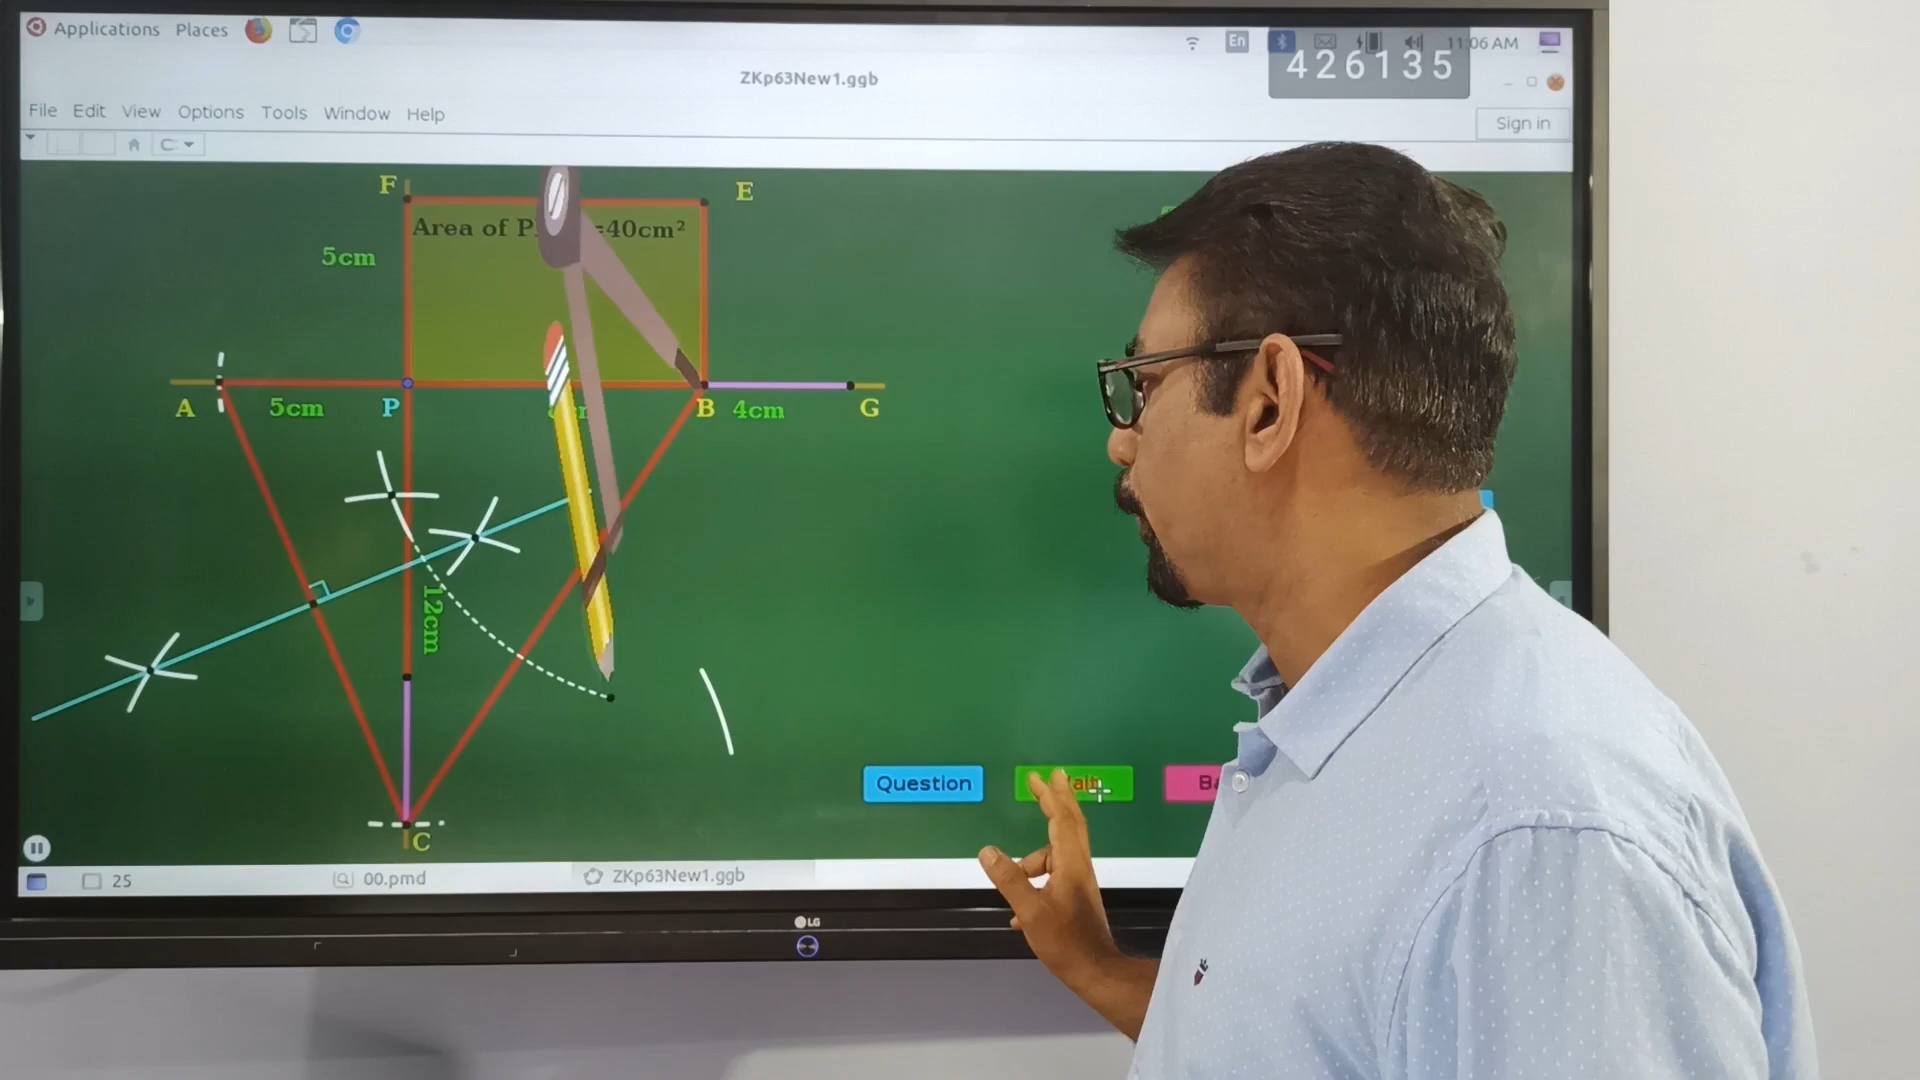 Applications Places
En
11:06 AM
426135
ZKp63New1.ggb
File Edit View Options Tools Window Help
Sign in
F
E
Area of =40cm²
5cm
A
5cm
P
B
4cm
G
12cm
C
Question
25
00.pmd
ZKp63New1.ggb
LG